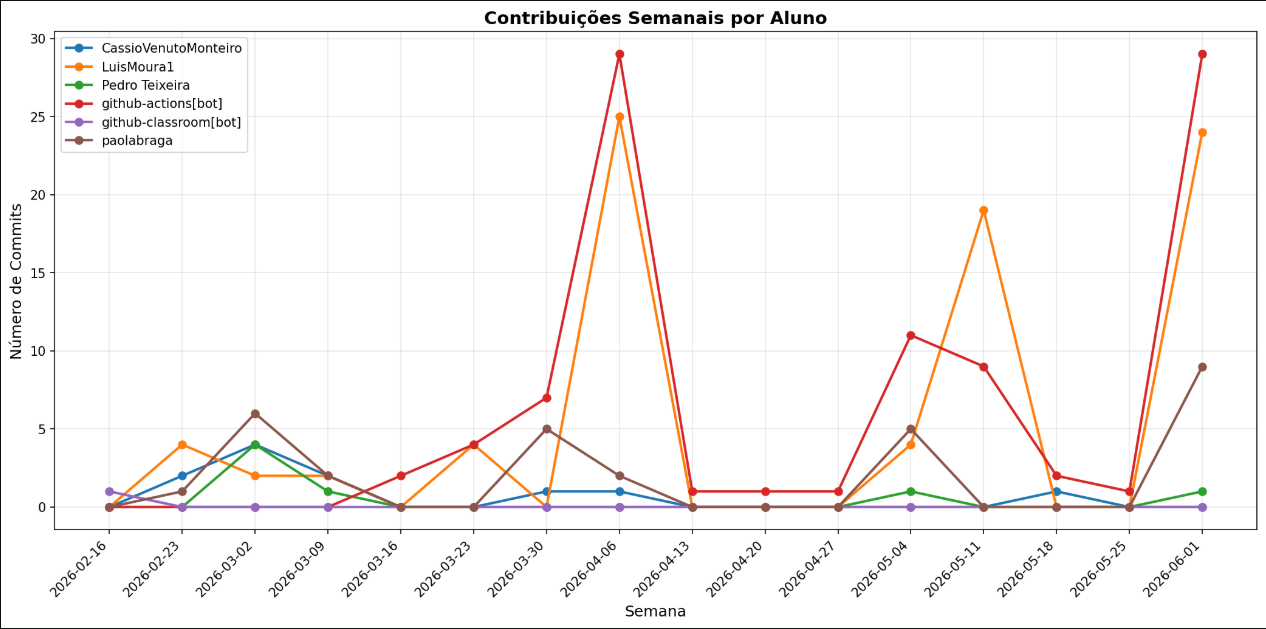 Contribuições Semanais por Aluno
CassioVenutoMonteiro
LuisMoura1
Pedro Teixeira
github-actions[bot]
github-classroom[bot]
paolabraga
Número de Commits
30
25
20
15
10
5
0
2026-02-16
2026-02-23
2026-03-02
2026-03-09
2026-03-16
2026-03-23
2026-03-30
2026-04-06
2026-04-13
2026-04-20
2026-04-27
2026-05-04
2026-05-11
2026-05-18
2026-05-25
2026-06-01
Semana